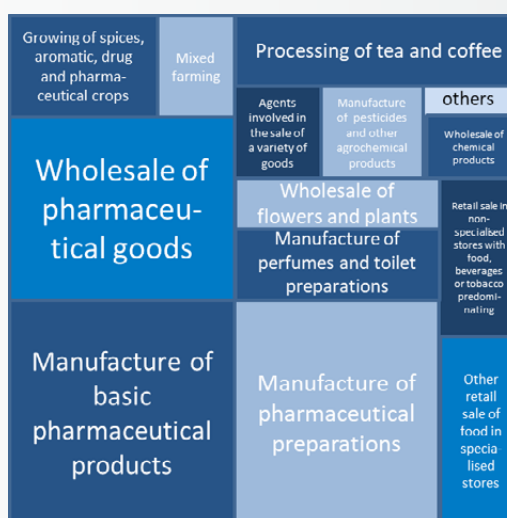 Growing of spices,
aromatic, drug
and pharma-
ceutical crops
Mixed
farming
Processing of tea and coffee
Wholesale of
pharmaceu-
tical goods
Agents
involved in
the sale of
a variety of
goods
Manufacture
of pesticides
and other
agrochemical
products
others
Wholesale of
chemical
products
Wholesale of
flowers and plants
Manufacture of
perfumes and toilet
preparations
Retail sale in
non-
specialised
stores with
food,
beverages
or tobacco
predomi-
nating
Manufacture of
basic
pharmaceutical
products
Manufacture of
pharmaceutical
preparations
Other
retail
sale of
food in
specia-
lised
stores